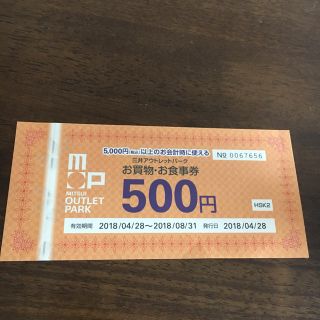 5,000円(税込)以上のお会計時に使える
三井アウトレットパーク
No 0067656
お買物・お食事券
MOP
MITSUI
OUTLET
PARK
500円
HSK2
有効期間 2018/04/28〜2018/08/31 発行日 2018/04/28